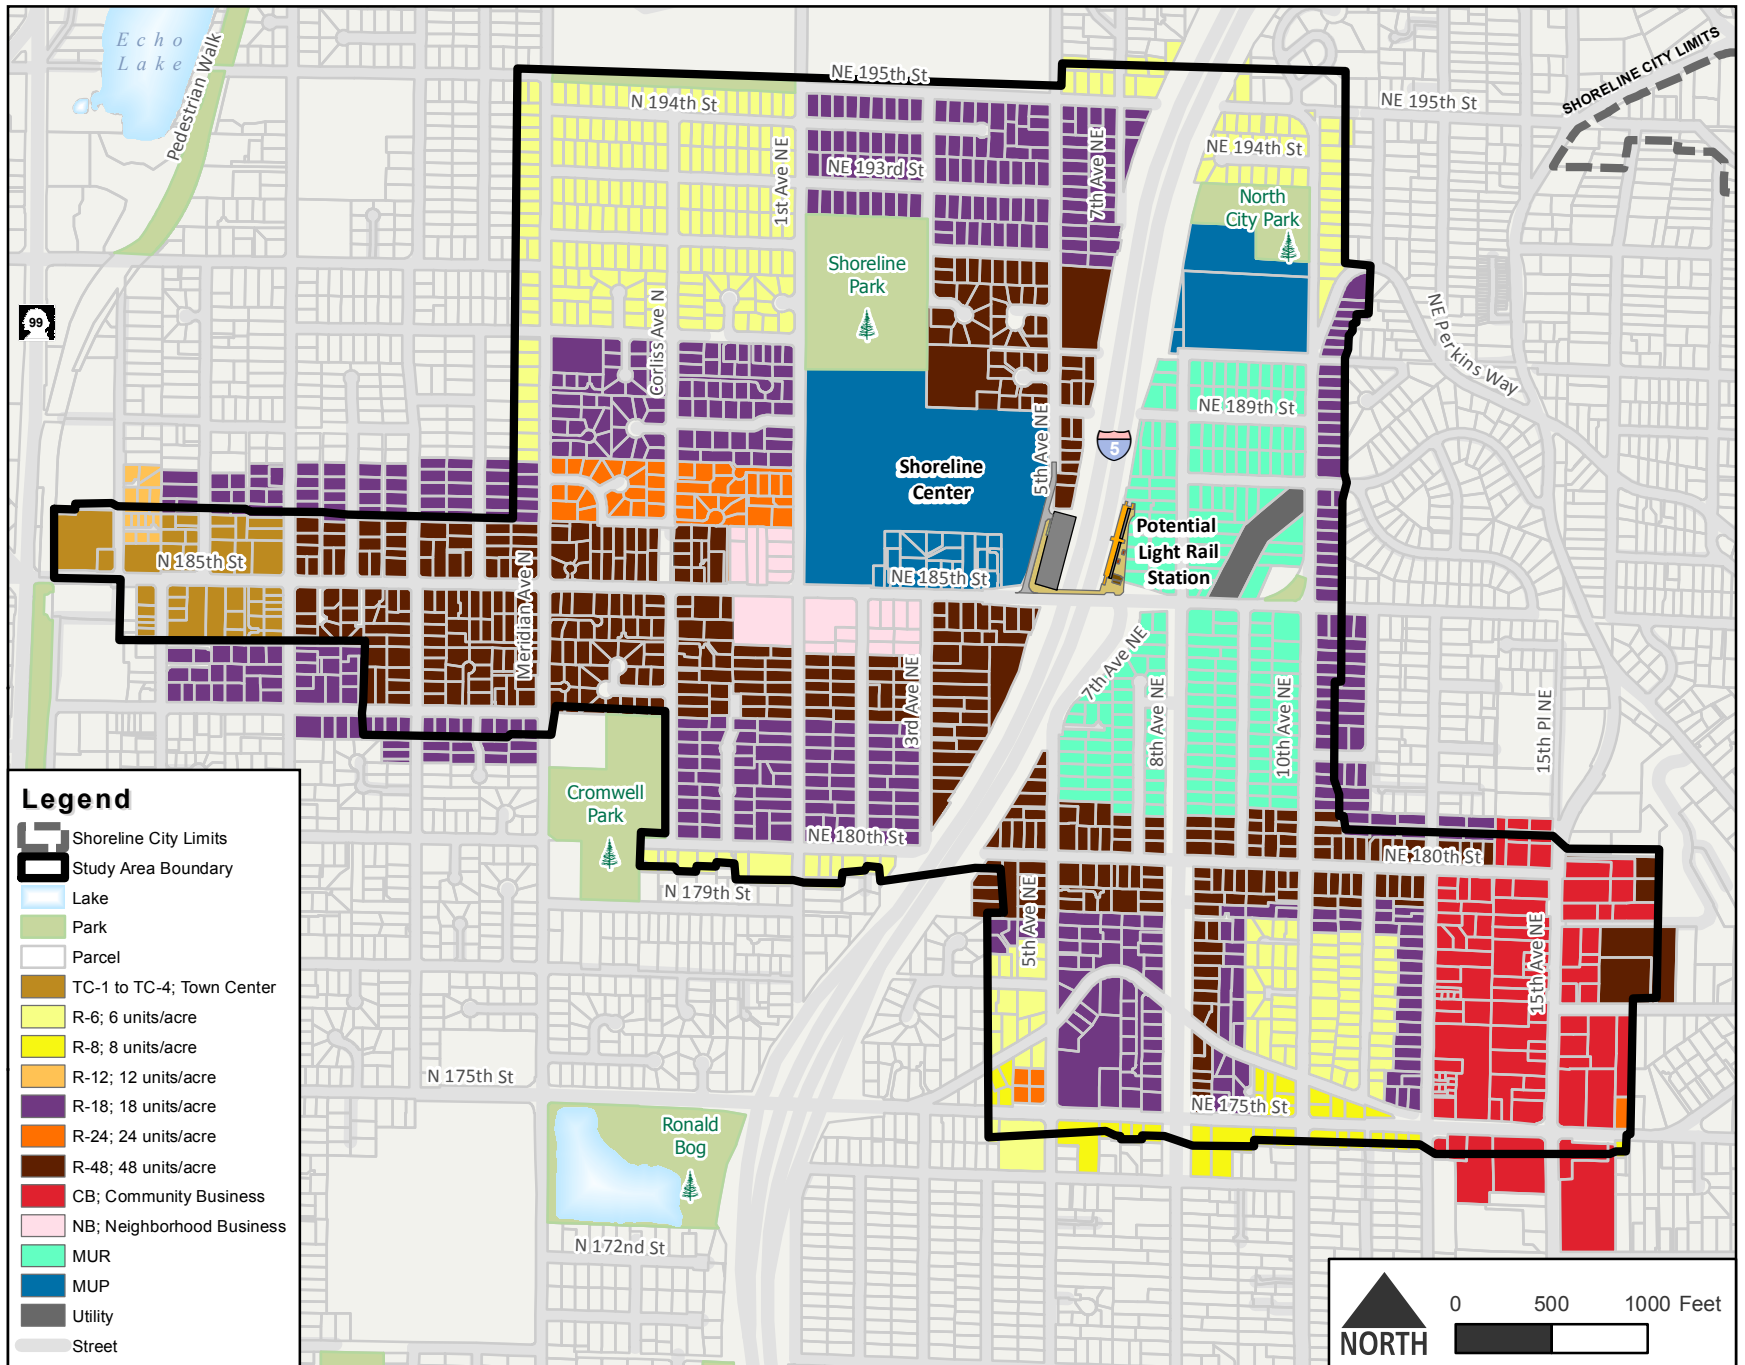 Echo
Lake
Pedestrian Walk
NE 195th St
N 194th St
NE 195th St
SHORELINE CITY LIMITS
1st Ave NE
NE 193rd St
7th Ave NE
NE 194th St
North
City Park
Shoreline
Park
99
Corliss Ave N
NE Perkins Way
5th Ave NE
NE 189th St
5
Shoreline
Center
Potential
Light Rail
Station
N 185th St
NE 185th St
Meridian Ave N
7th Ave NE
3rd Ave NE
8th Ave NE
10th Ave NE
15th Pl NE
Cromwell
Park
NE 180th St
NE 180th St
N 179th St
5th Ave NE
15th Ave NE
N 175th St
NE 175th St
Ronald
Bog
N 172nd St
Legend
Shoreline City Limits
Study Area Boundary
Lake
Park
Parcel
TC-1 to TC-4; Town Center
R-6; 6 units/acre
R-8; 8 units/acre
R-12; 12 units/acre
R-18; 18 units/acre
R-24; 24 units/acre
R-48; 48 units/acre
CB; Community Business
NB; Neighborhood Business
MUR
MUP
Utility
Street
NORTH
0 500 1000 Feet